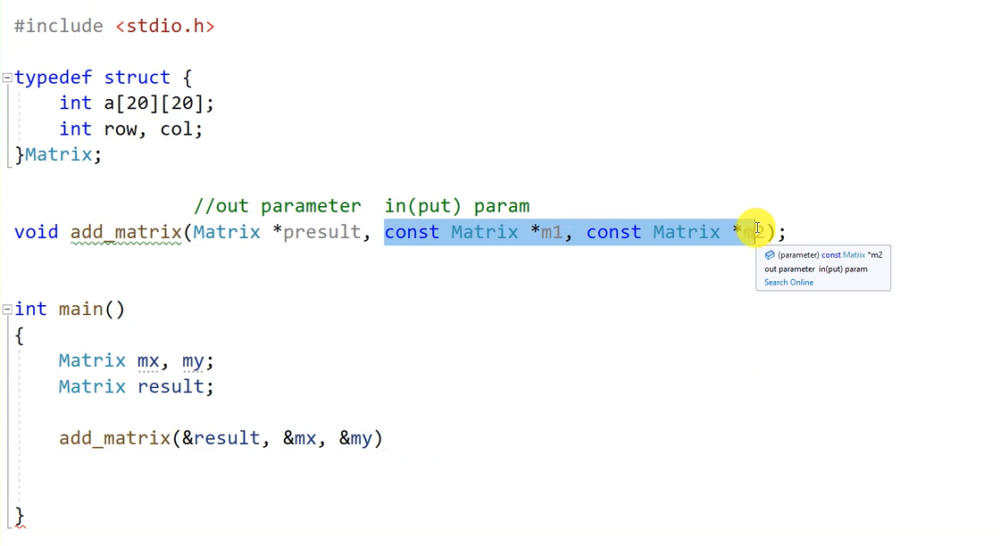 #include <stdio.h>
typedef struct {
int a[20][20];
int row, col;
}Matrix;
//out parameter in(put) param
void add_matrix(Matrix *presult, const Matrix *m1, const Matrix *m2);
(parameter) const Matrix *m2
out parameter in(put) param
Search Online
int main()
{
Matrix mx, my;
Matrix result;
add_matrix(&result, &mx, &my)
}